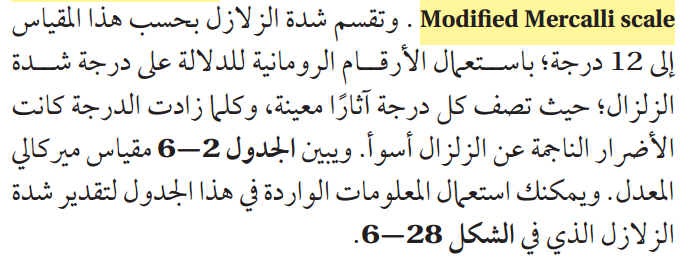 Modified Mercalli scale . وتقسم شدة الزلازل بحسب هذا المقياس
إلى 12 درجة؛ باستعمال الأرقام الرومانية للدلالة على درجة شدة
الزلزال؛ حيث تصف كل درجة آثارًا معينة، وكلما زادت الدرجة كانت
الأضرار الناجمة عن الزلزال أسوأ. ويبين الجدول 2–6 مقياس ميركالي
المعدل. ويمكنك استعمال المعلومات الواردة في هذا الجدول لتقدير شدة
الزلازل الذي في الشكل 28–6.